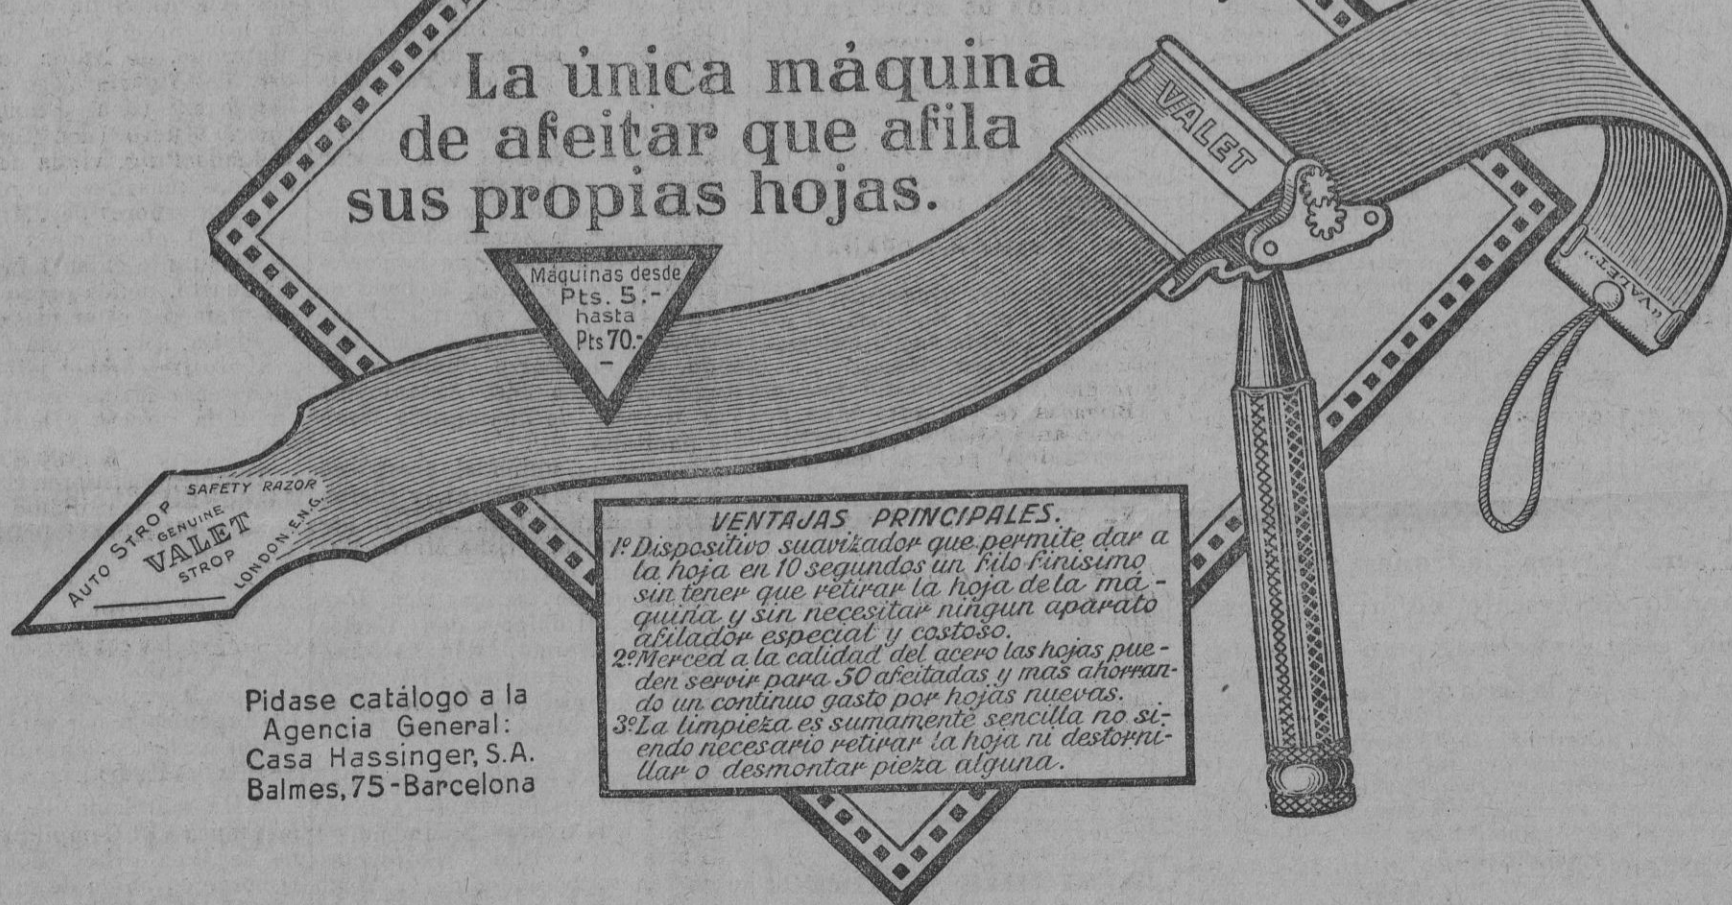 La única máquina
de afeitar que afila
sus propias hojas.
VALET
"VALET"
Máquinas desde
Pts. 5.-
hasta
Pts 70.-
SAFETY RAZOR
AUTO STROP
GENUINE
VALET
STROP
LONDON. ENG.
VENTAJAS PRINCIPALES.
1º Dispositivo suavizador que permite dar a
la hoja en 10 segundos un filo finisimo
sin tener que retirar la hoja de la má-
quina y sin necesitar ningun aparato
afilador especial y costoso.
2º Merced a la calidad del acero las hojas pue-
den servir para 50 afeitadas y mas ahorran-
do un continuo gasto por hojas nuevas.
3º La limpieza es sumamente sencilla no si-
endo necesario retirar la hoja ni destorni-
llar o desmontar pieza alguna.
Pidase catálogo a la
Agencia General:
Casa Hassinger, S.A.
Balmes, 75-Barcelona